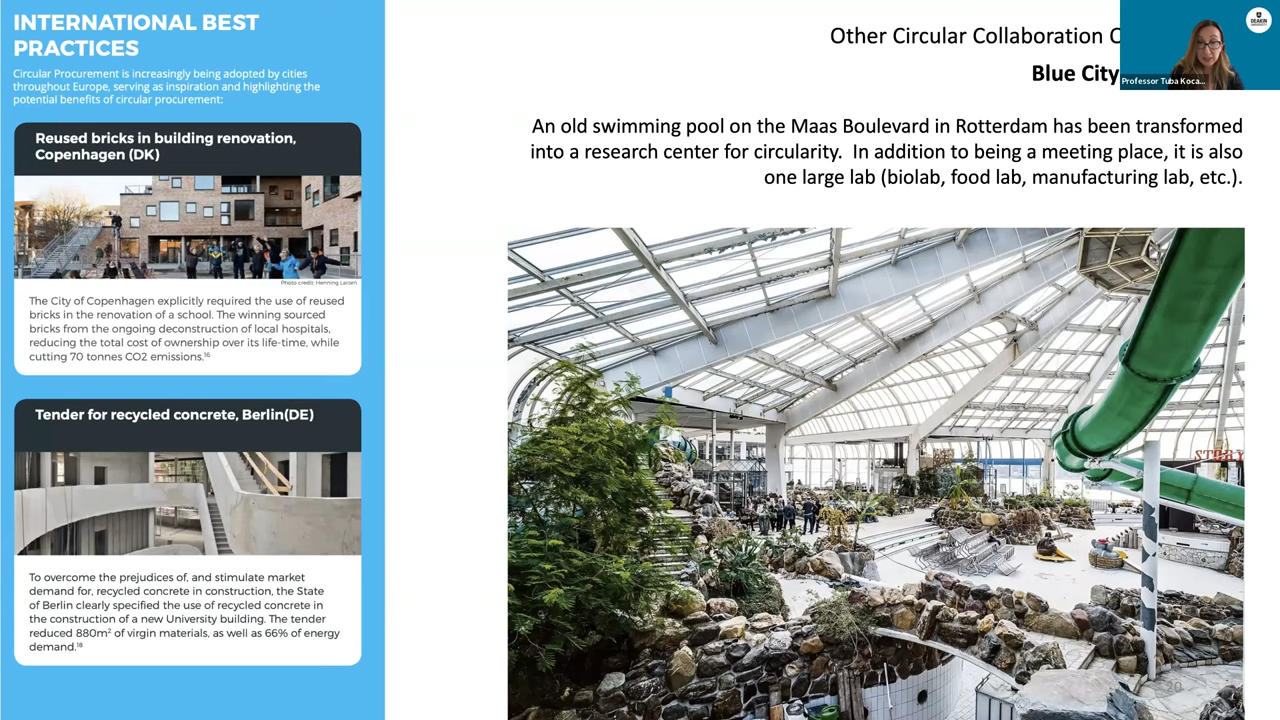 INTERNATIONAL BEST
PRACTICES
Circular Procurement is increasingly being adopted by cities
throughout Europe, serving as inspiration and highlighting the
potential benefits of circular procurement:
Reused bricks in building renovation,
Copenhagen (DK)
Photo credit: Henning Larsen
The City of Copenhagen explicitly required the use of reused
bricks in the renovation of a school. The winning sourced
bricks from the ongoing deconstruction of local hospitals,
reducing the total cost of ownership over its life-time, while
cutting 70 tonnes CO2 emissions.16
Tender for recycled concrete, Berlin(DE)
To overcome the prejudices of, and stimulate market
demand for, recycled concrete in construction, the State
of Berlin clearly specified the use of recycled concrete in
the construction of a new University building. The tender
reduced 880m² of virgin materials, as well as 66% of energy
demand.18
Other Circular Collaboration C
Blue City
An old swimming pool on the Maas Boulevard in Rotterdam has been transformed
into a research center for circularity. In addition to being a meeting place, it is also
one large lab (biolab, food lab, manufacturing lab, etc.).
20
Professor Tuba Koca...
DEAKIN
UNIVERSITY